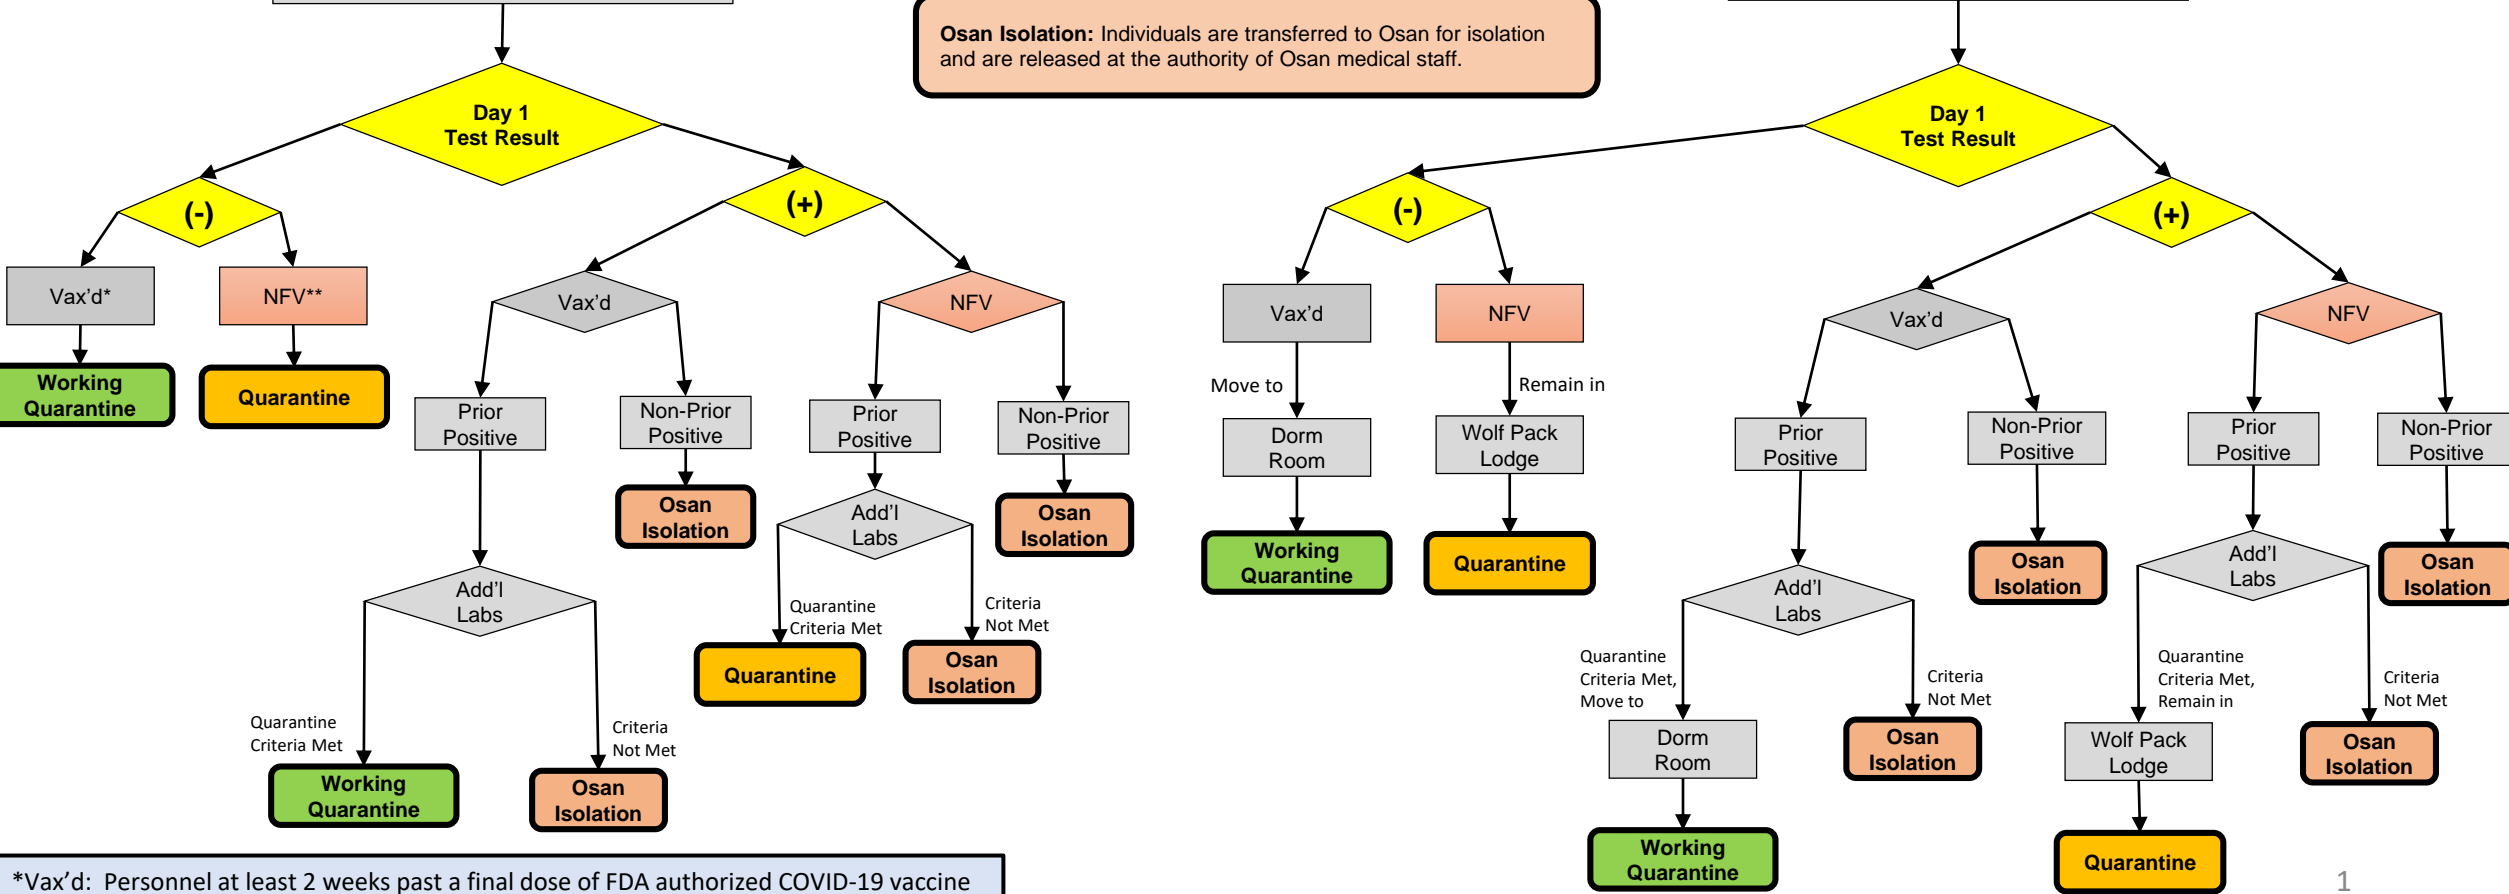 Osan Isolation: Individuals are transferred to Osan for isolation
and are released at the authority of Osan medical staff.
Day 1
Test Result
(-)
(+)
Vax'd*
NFV**
Working
Quarantine
Quarantine
Vax'd
NFV
Prior
Positive
Non-Prior
Positive
Prior
Positive
Non-Prior
Positive
Osan
Isolation
Add'l
Labs
Osan
Isolation
Add'l
Labs
Quarantine
Criteria Met
Criteria
Not Met
Quarantine
Osan
Isolation
Quarantine
Criteria Met
Criteria
Not Met
Working
Quarantine
Osan
Isolation
Day 1
Test Result
(-)
(+)
Vax'd
NFV
Move to
Remain in
Dorm
Room
Wolf Pack
Lodge
Working
Quarantine
Quarantine
Vax'd
NFV
Prior
Positive
Non-Prior
Positive
Prior
Positive
Non-Prior
Positive
Osan
Isolation
Osan
Isolation
Add'l
Labs
Add'l
Labs
Quarantine
Criteria Met,
Move to
Criteria
Not Met
Quarantine
Criteria Met,
Remain in
Criteria
Not Met
Dorm
Room
Osan
Isolation
Wolf Pack
Lodge
Osan
Isolation
Working
Quarantine
Quarantine
*Vax'd: Personnel at least 2 weeks past a final dose of FDA authorized COVID-19 vaccine
1